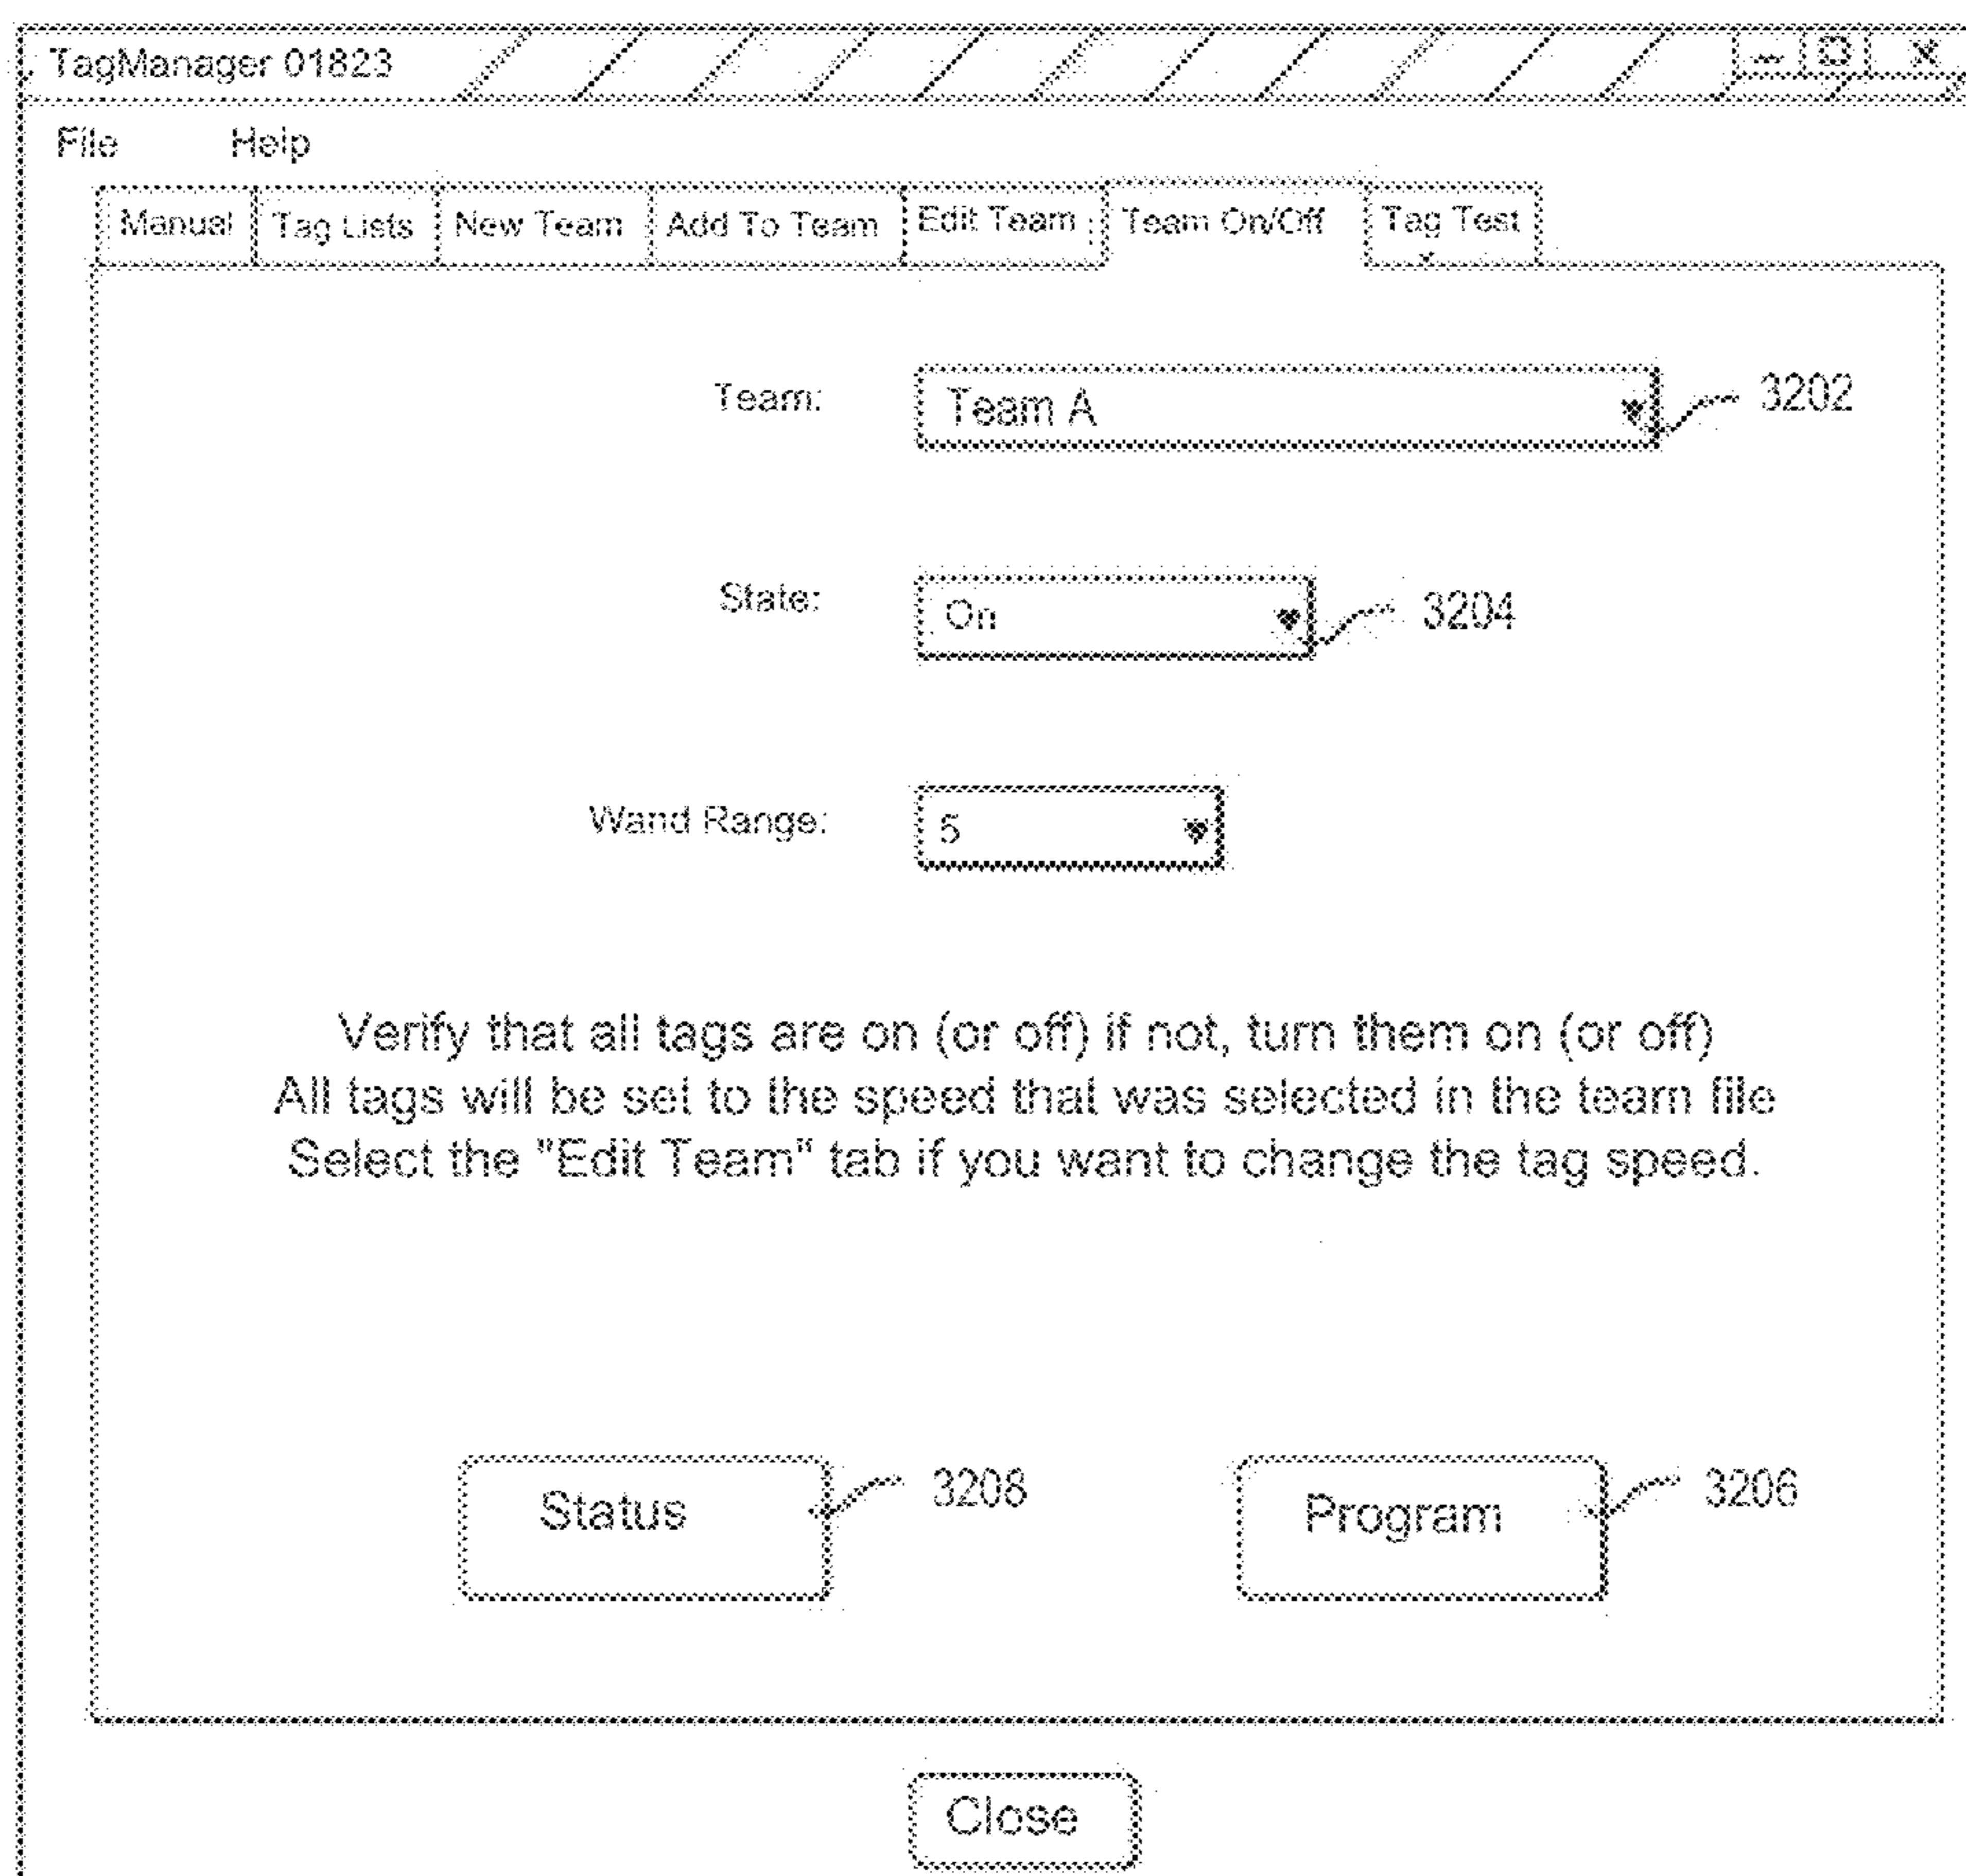 TagManager 01823
File Help
Manual Tag Lists New Team Add To Team Edit Team Team On/Off Tag Test
Team: Team A 3202
State: On 3204
Wand Range: 5
Verify that all tags are on (or off) if not, turn them on (or off)
All tags will be set to the speed that was selected in the team file
Select the "Edit Team" tab if you want to change the tag speed.
Status 3208 Program 3206
Close